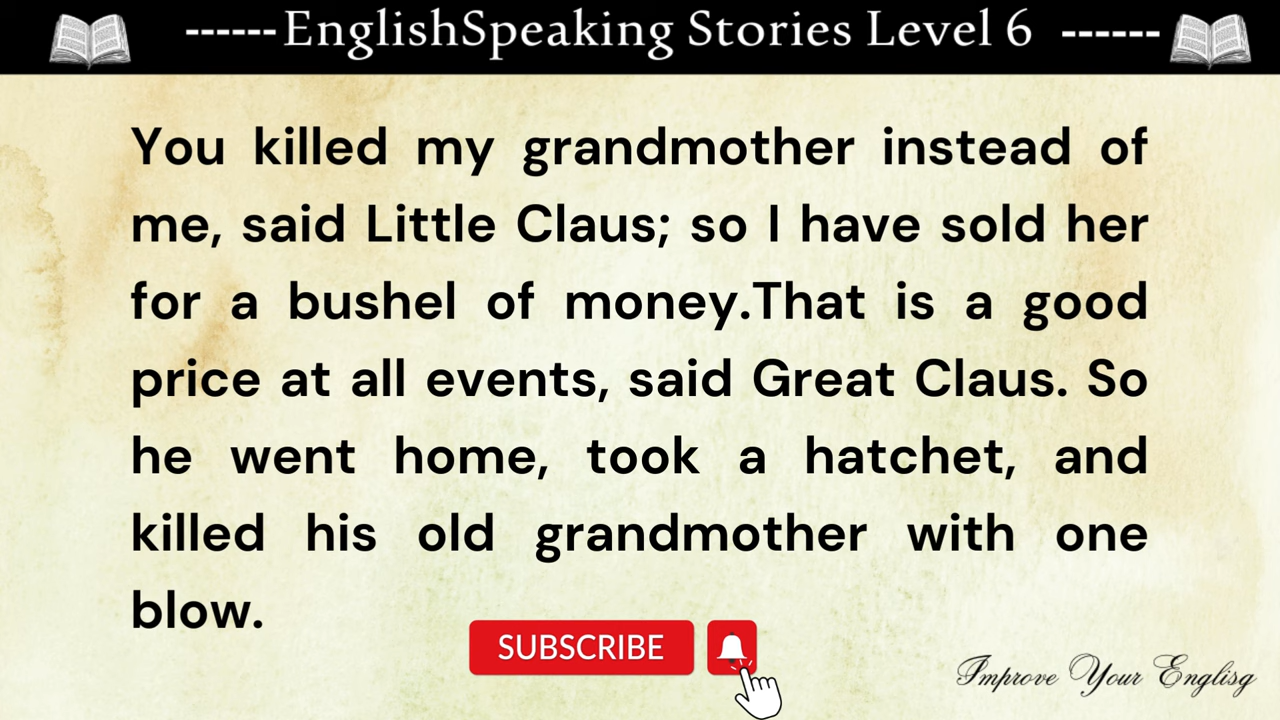 ------EnglishSpeaking Stories Level 6 ------
You killed my grandmother instead of
me, said Little Claus; so I have sold her
for a bushel of money.That is a good
price at all events, said Great Claus. So
he went home, took a hatchet, and
killed his old grandmother with one
blow.
SUBSCRIBE
Improve Your Englisg